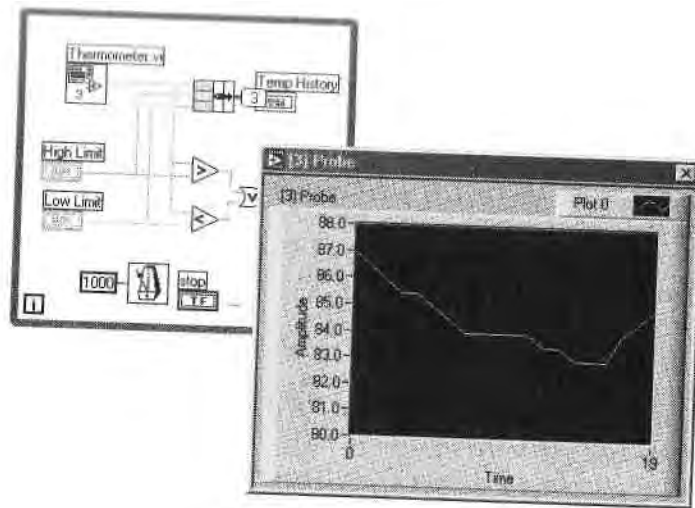 Thermometer.vi
3
Temp History
3
High Limit
Low Limit
1000
stop
TF
i
[3] Probe
[3] Probe
Plot 0
88.0
87.0
86.0
85.0
84.0
83.0
82.0
81.0
80.0
Amplitude
0
19
Time